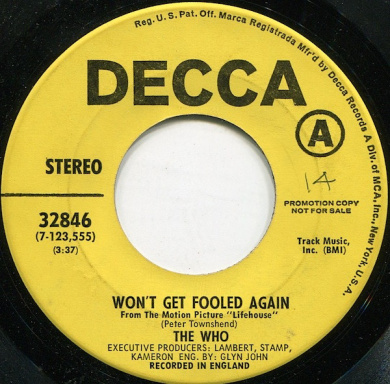 Reg. U.S. Pat. Off. Marca Registrada Mfr'd by Decca Records A Div. of MCA, Inc., New York, U.S.A.
DECCA
A
STEREO
14
PROMOTION COPY
NOT FOR SALE
32846
(7-123,555)
(3:37)
Track Music,
Inc. (BMI)
WON'T GET FOOLED AGAIN
From The Motion Picture "Lifehouse"
(Peter Townshend)
THE WHO
EXECUTIVE PRODUCERS: LAMBERT, STAMP,
KAMERON ENG. BY: GLYN JOHN
RECORDED IN ENGLAND